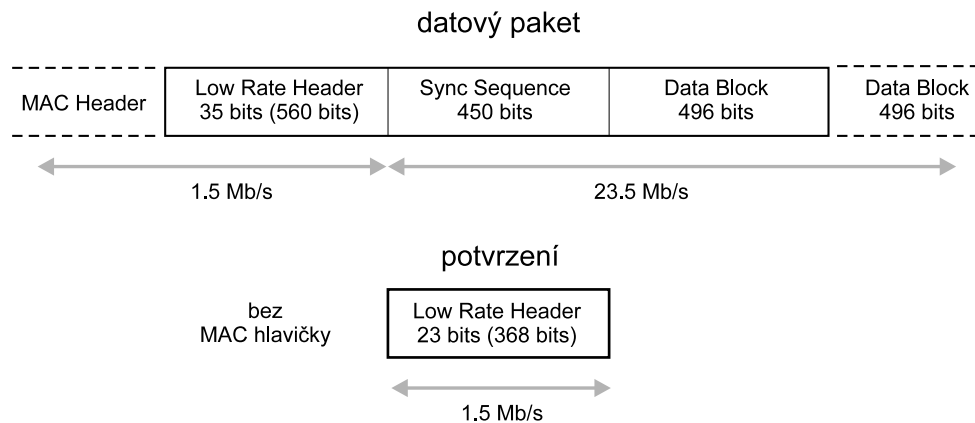 datový paket
MAC Header
Low Rate Header
35 bits (560 bits)
Sync Sequence
450 bits
Data Block
496 bits
Data Block
496 bits
1.5 Mb/s
23.5 Mb/s
potvrzení
bez
MAC hlavičky
Low Rate Header
23 bits (368 bits)
1.5 Mb/s